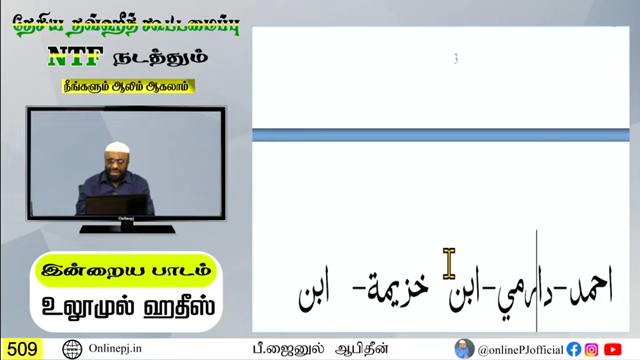 தேசிய தவ்ஹீத் கூட்டமைப்பு
NTF நடத்தும்
நீங்களும் ஆலிம் ஆகலாம்
Onlinepj
இன்றைய பாடம்
உலூமுல் ஹதீஸ்
3
احمد-دارمي-ابن خزيمة- ابن
509 Onlinepj.in பீ.ஜைனுல் ஆபிதீன் @onlinePJofficial